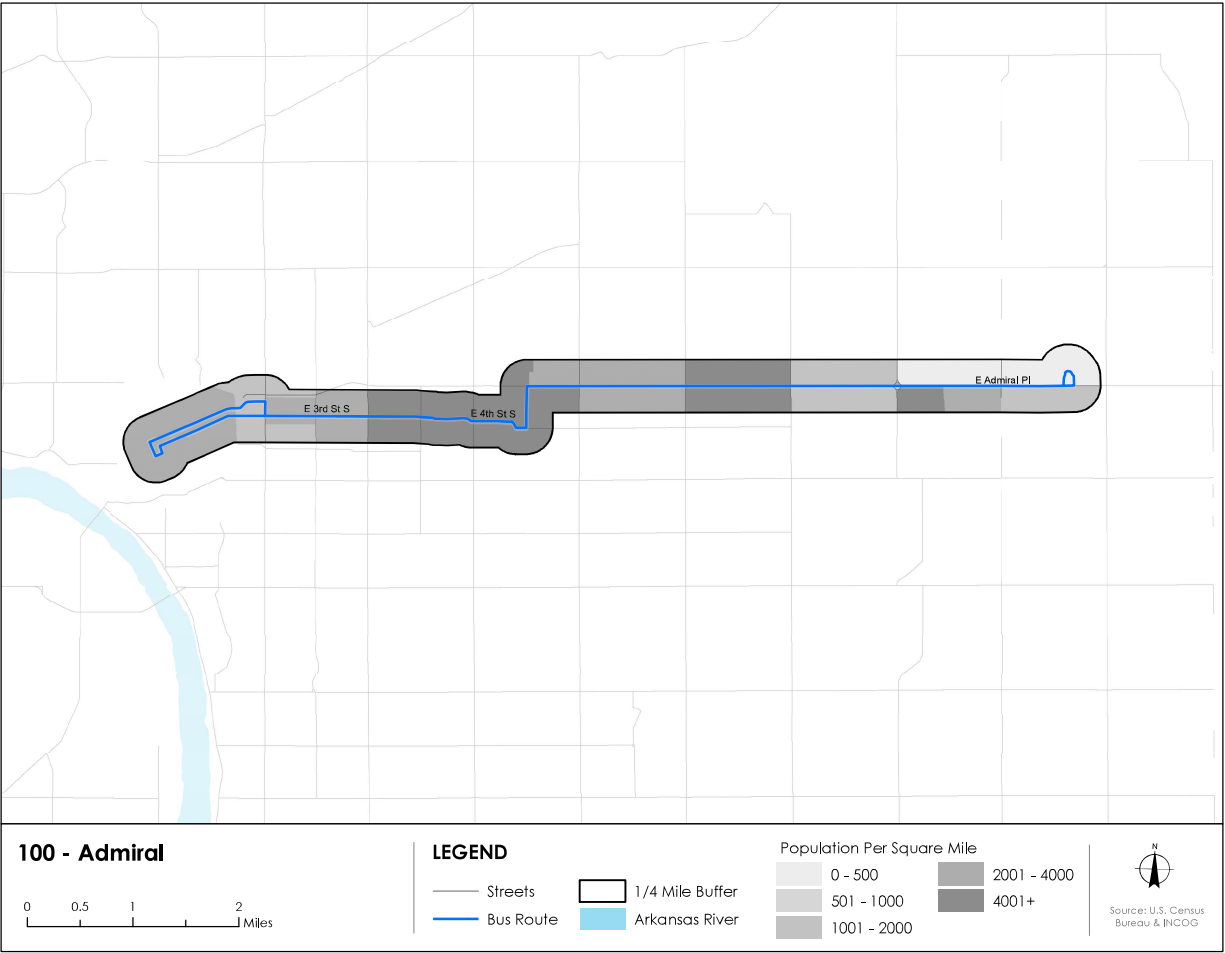 E Admiral Pl
E 3rd St S
E 4th St S
100 - Admiral
0 0.5 1 2
Miles
LEGEND
Streets
Bus Route
1/4 Mile Buffer
Arkansas River
Population Per Square Mile
0 - 500
501 - 1000
1001 - 2000
2001 - 4000
4001+
N
Source: U.S. Census
Bureau & INCOG